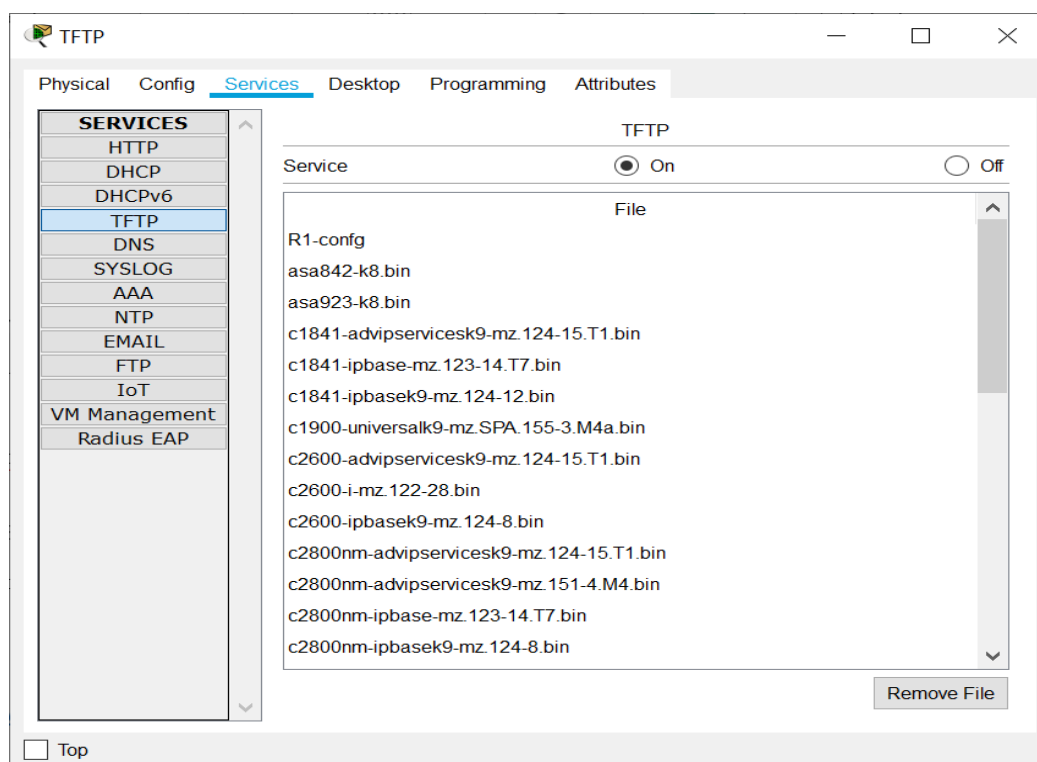 TFTP
Physical Config Services Desktop Programming Attributes
SERVICES
HTTP
DHCP
DHCPv6
TFTP
DNS
SYSLOG
AAA
NTP
EMAIL
FTP
IoT
VM Management
Radius EAP
TFTP
Service On Off
File
R1-confg
asa842-k8.bin
asa923-k8.bin
c1841-advipservicesk9-mz.124-15.T1.bin
c1841-ipbase-mz.123-14.T7.bin
c1841-ipbasek9-mz.124-12.bin
c1900-universalk9-mz.SPA.155-3.M4a.bin
c2600-advipservicesk9-mz.124-15.T1.bin
c2600-i-mz.122-28.bin
c2600-ipbasek9-mz.124-8.bin
c2800nm-advipservicesk9-mz.124-15.T1.bin
c2800nm-advipservicesk9-mz.151-4.M4.bin
c2800nm-ipbase-mz.123-14.T7.bin
c2800nm-ipbasek9-mz.124-8.bin
Remove File
Top